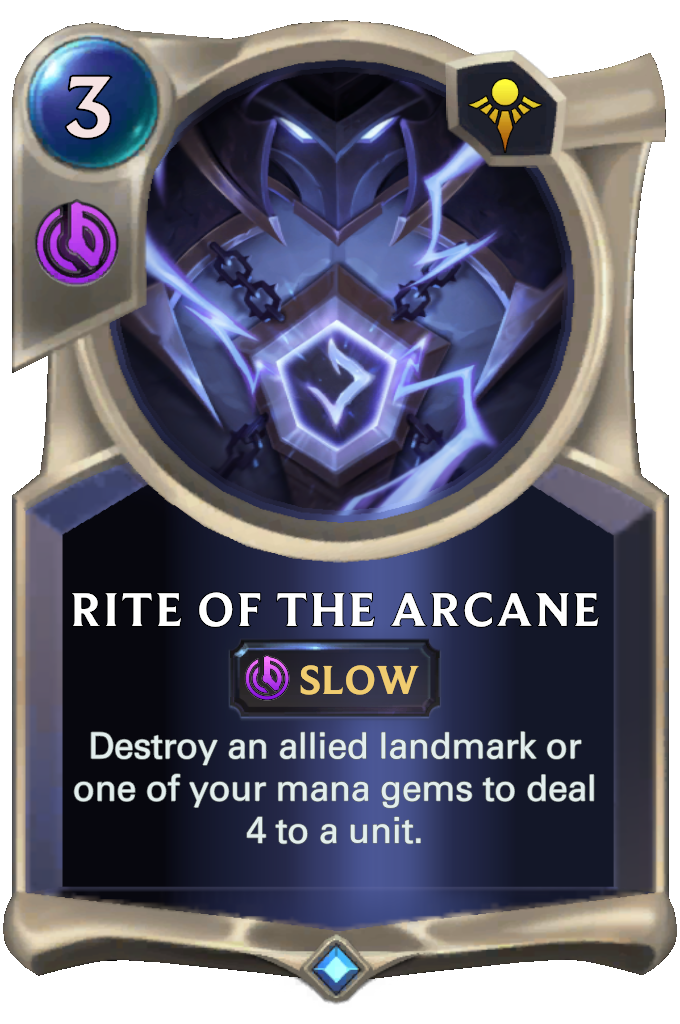 3
RITE OF THE ARCANE
SLOW
Destroy an allied landmark or
one of your mana gems to deal
4 to a unit.